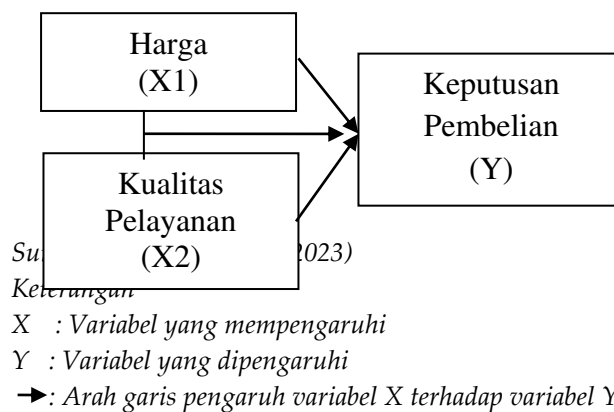 Harga
(X1)
Keputusan
Pembelian
(Y)
Kualitas
Pelayanan
(X2)
2023)
Keterangan
X : Variabel yang mempengaruhi
Y : Variabel yang dipengaruhi
: Arah garis pengaruh variabel X terhadap variabel Y